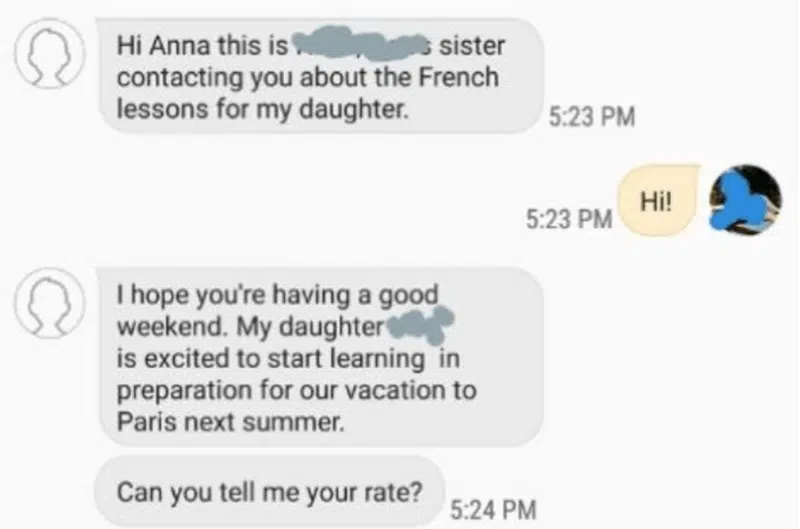 Hi Anna this is sister
contacting you about the French
lessons for my daughter.
5:23 PM
Hi!
5:23 PM
I hope you're having a good
weekend. My daughter
is excited to start learning in
preparation for our vacation to
Paris next summer.
Can you tell me your rate?
5:24 PM